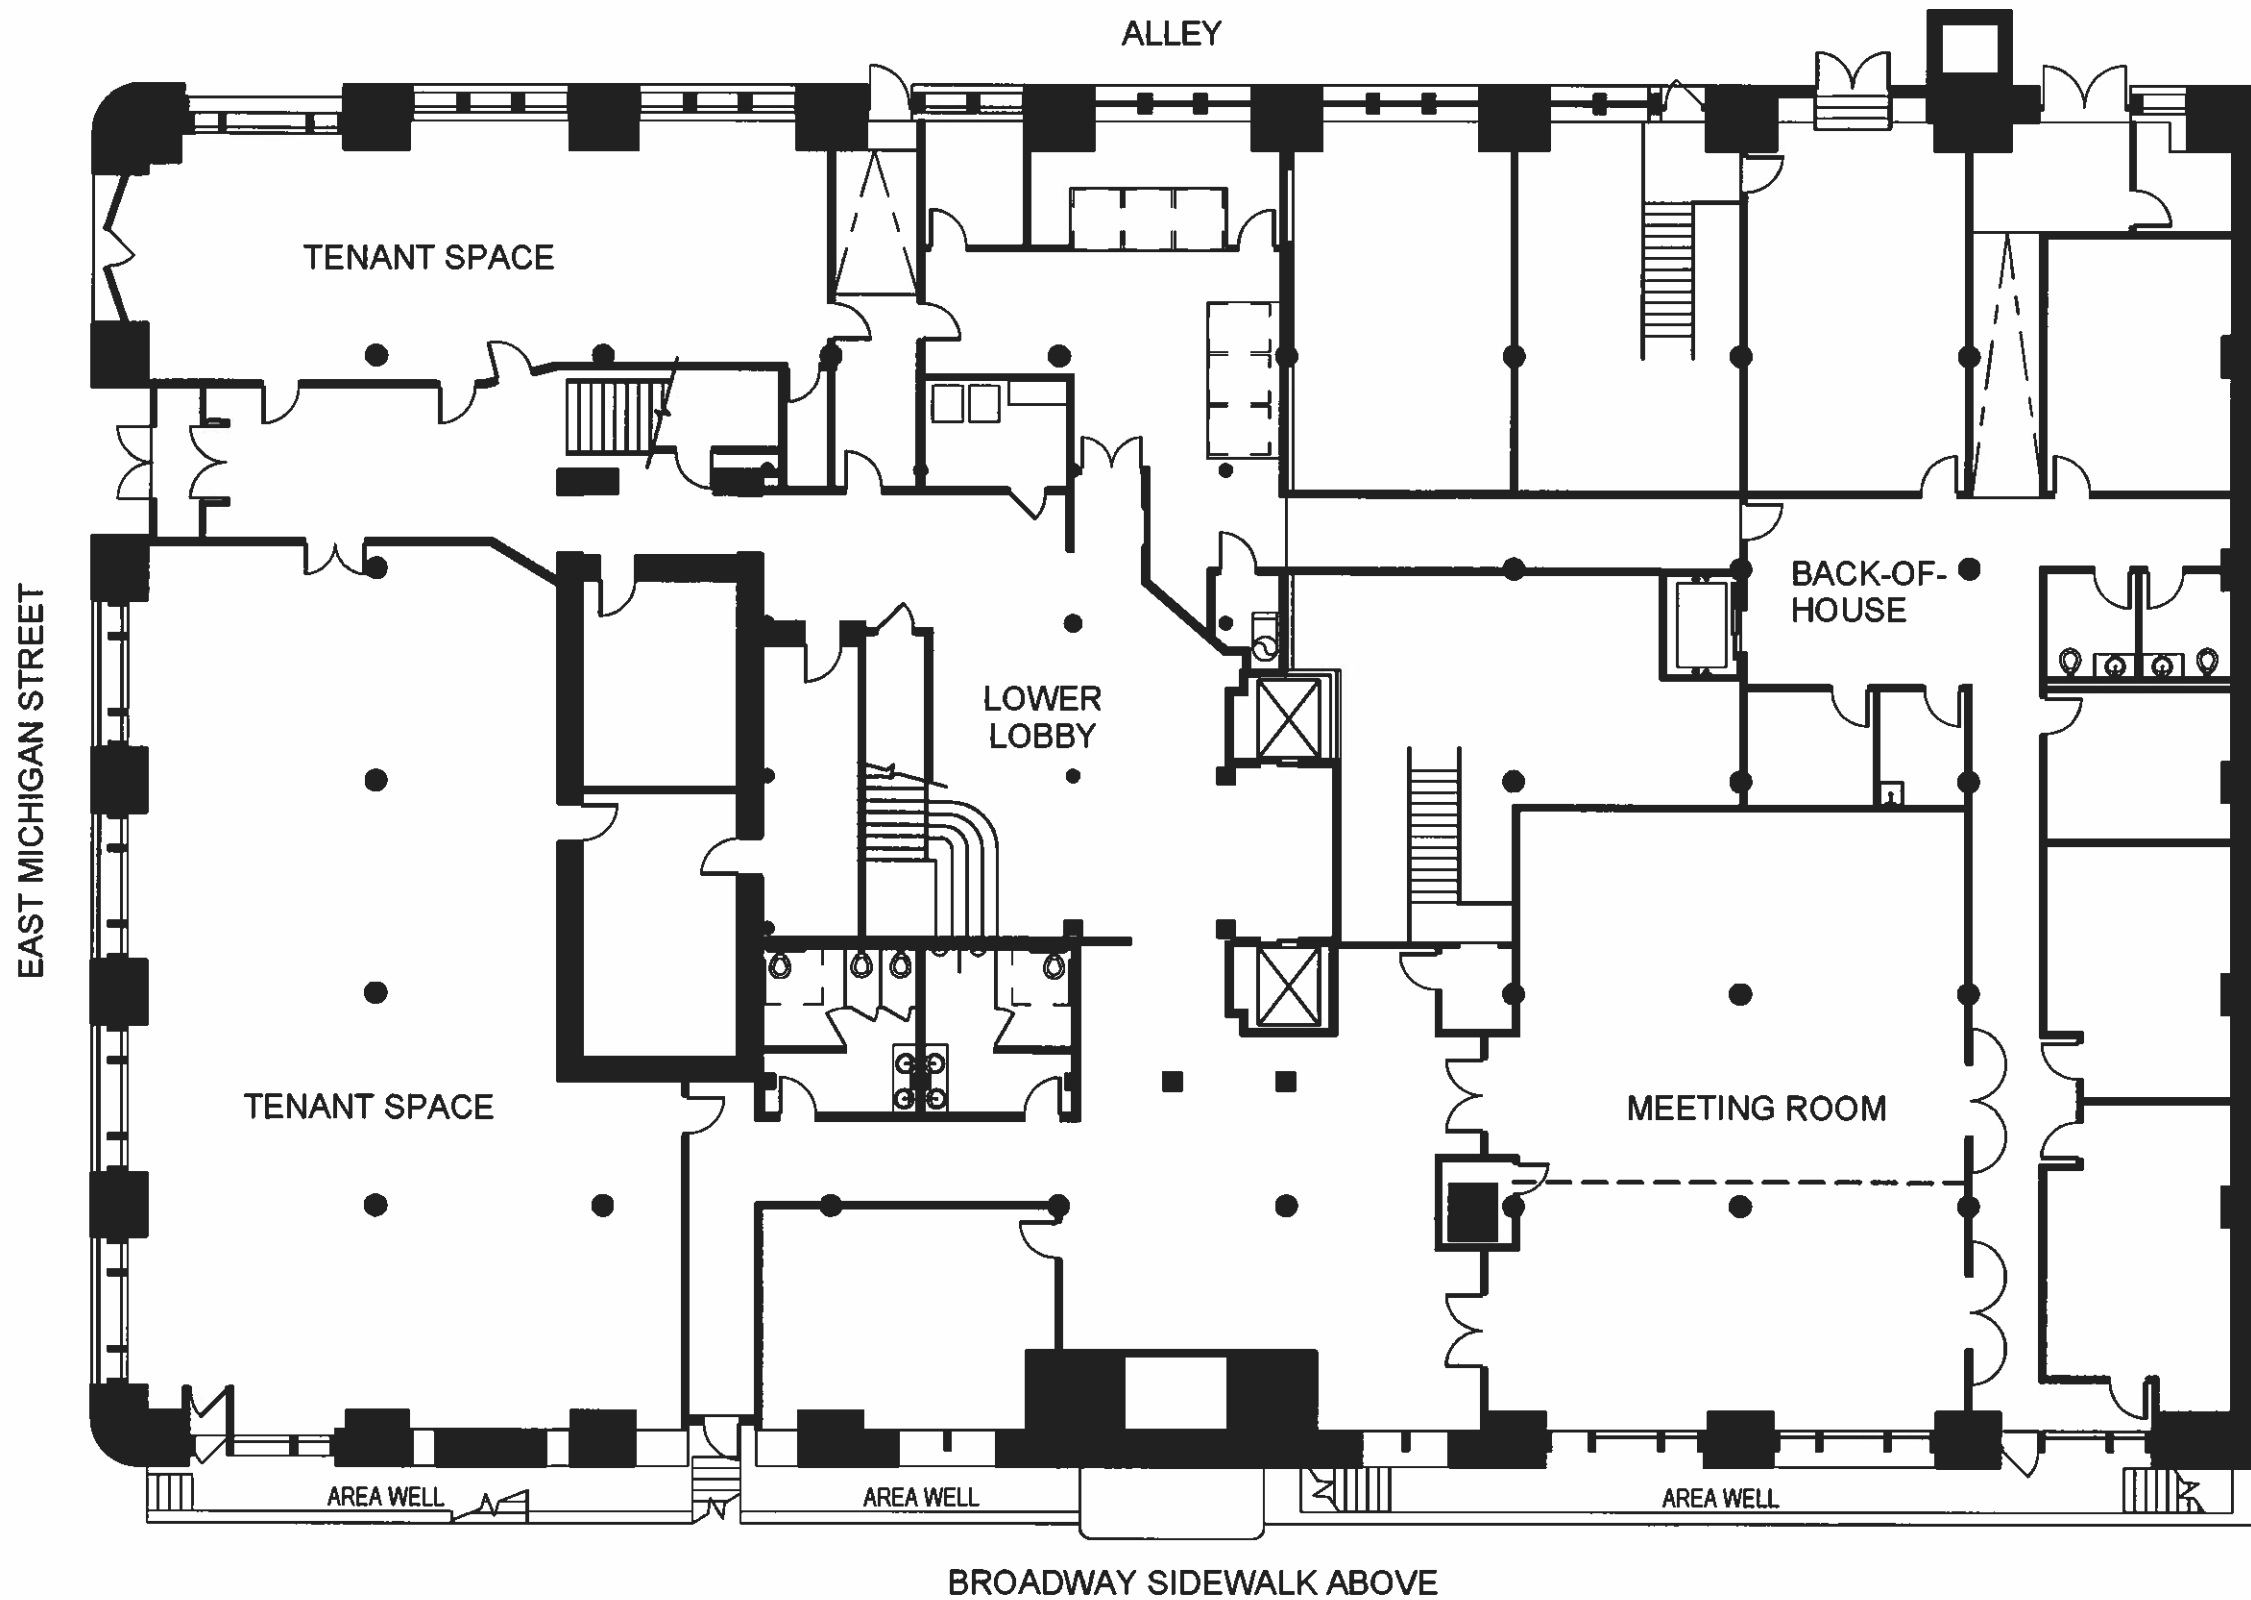 ALLEY
TENANT SPACE
BACK-OF-
HOUSE
EAST MICHIGAN STREET
LOWER
LOBBY
TENANT SPACE
MEETING ROOM
AREA WELL
AREA WELL
AREA WELL
BROADWAY SIDEWALK ABOVE